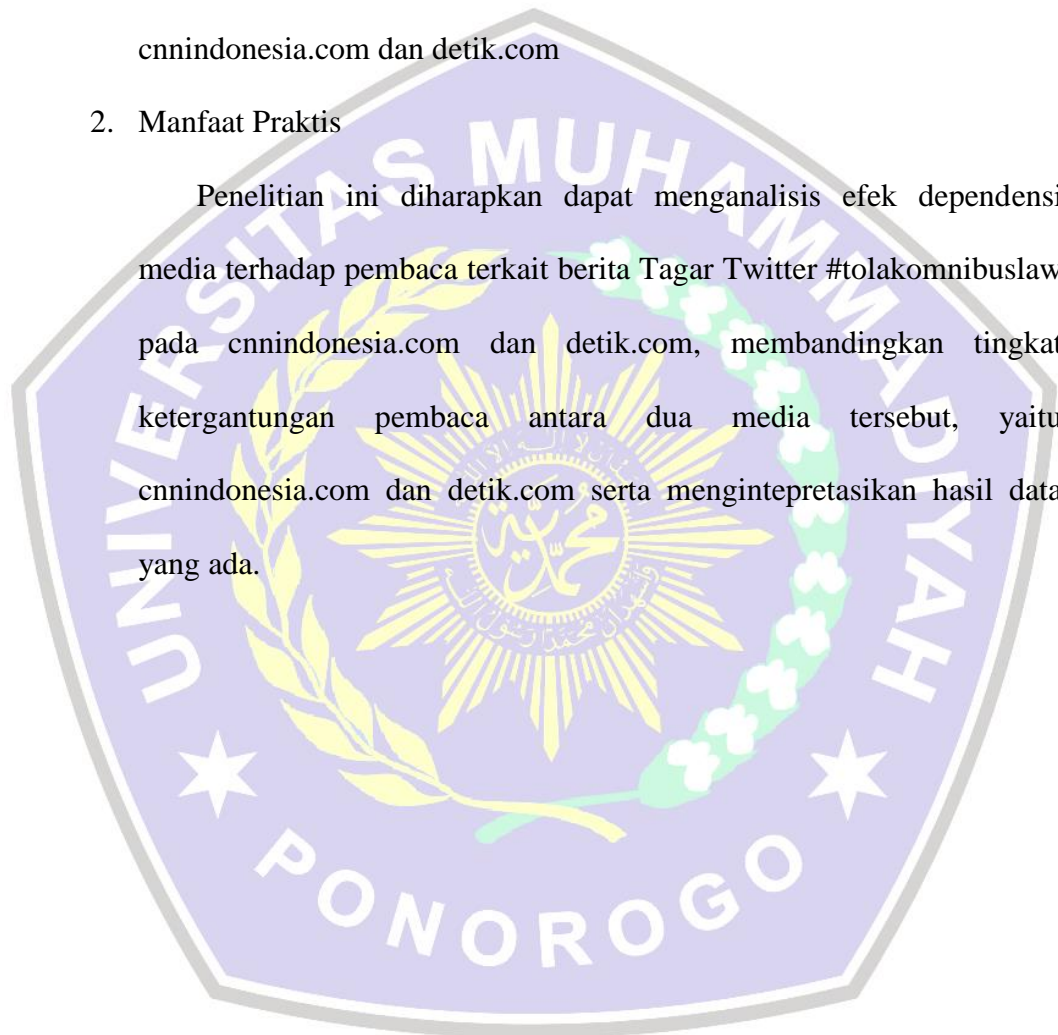 cnnindonesia.com dan detik.com
2. Manfaat Praktis
Penelitian ini diharapkan dapat menganalisis efek dependensi
media terhadap pembaca terkait berita Tagar Twitter #tolakomnibuslaw
pada cnnindonesia.com dan detik.com, membandingkan tingkat
ketergantungan pembaca antara dua media tersebut, yaitu
cnnindonesia.com dan detik.com serta mengintepretasikan hasil data
yang ada.
UNIVERSITAS MUHAMMADIYAH
PONOROGO